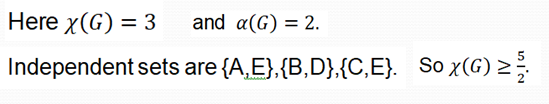 Here χ(G) = 3 and α(G) = 2.
Independent sets are {A,E},{B,D},{C,E}. So χ(G) ≥ 5/2.